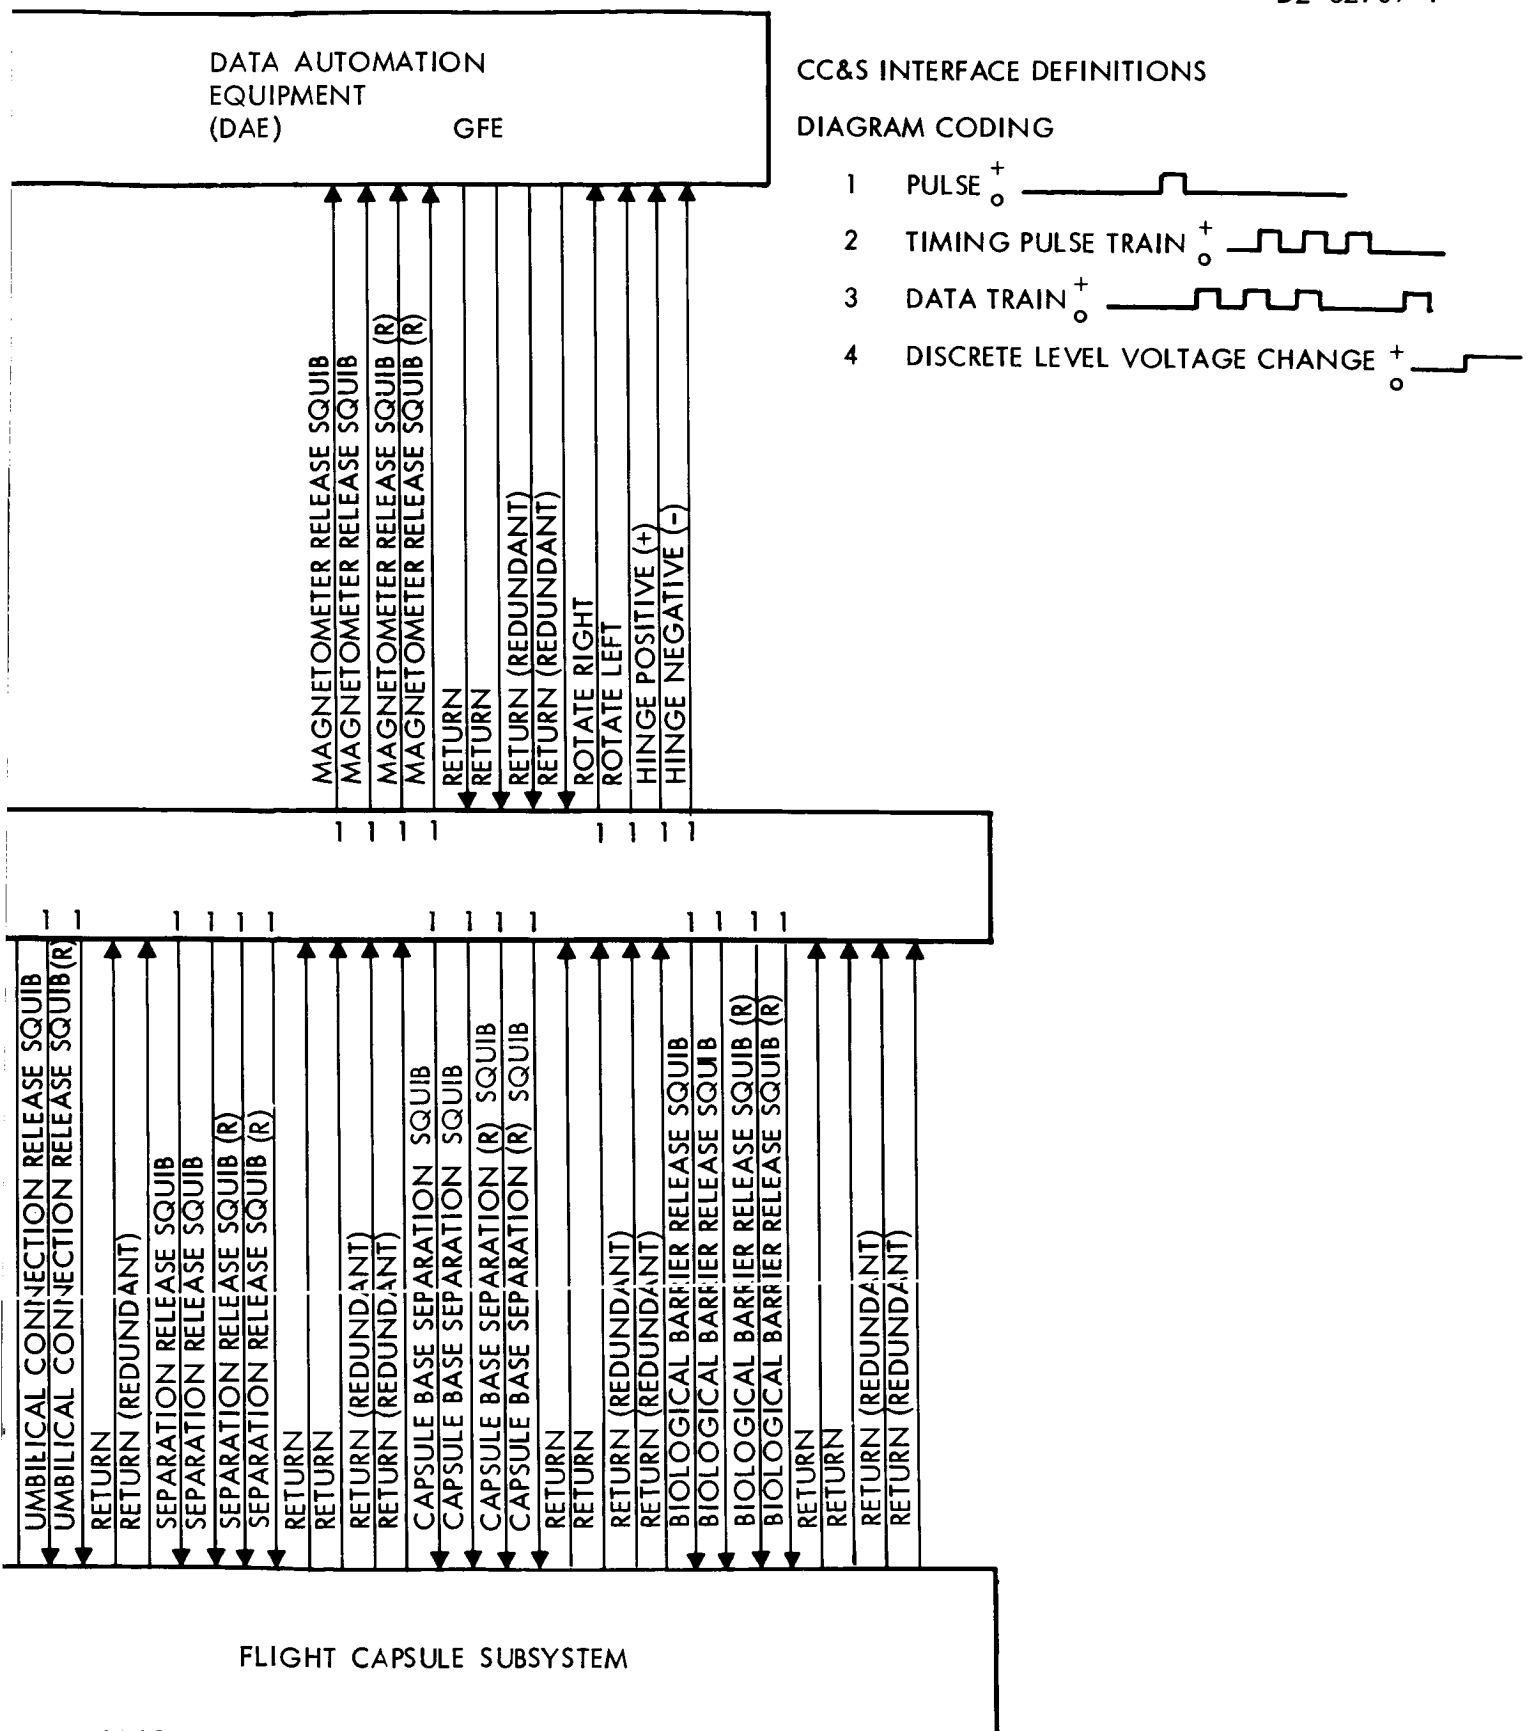 DATA AUTOMATION
EQUIPMENT
(DAE) GFE
CC&S INTERFACE DEFINITIONS
DIAGRAM CODING
1 PULSE + o
2 TIMING PULSE TRAIN + o
3 DATA TRAIN + o
4 DISCRETE LEVEL VOLTAGE CHANGE + o
MAGNETOMETER RELEASE SQUIB
MAGNETOMETER RELEASE SQUIB
MAGNETOMETER RELEASE SQUIB (R)
MAGNETOMETER RELEASE SQUIB (R)
RETURN
RETURN
RETURN (REDUNDANT)
RETURN (REDUNDANT)
ROTATE RIGHT
ROTATE LEFT
HINGE POSITIVE (+)
HINGE NEGATIVE (-)
1 1 1 1 1 1 1 1
1 1 1 1 1 1 1 1 1 1 1 1 1 1
UMBILICAL CONNECTION RELEASE SQUIB
UMBILICAL CONNECTION RELEASE SQUIB (R)
RETURN
RETURN (REDUNDANT)
SEPARATION RELEASE SQUIB
SEPARATION RELEASE SQUIB
SEPARATION RELEASE SQUIB (R)
SEPARATION RELEASE SQUIB (R)
RETURN
RETURN
RETURN (REDUNDANT)
RETURN (REDUNDANT)
CAPSULE BASE SEPARATION SQUIB
CAPSULE BASE SEPARATION SQUIB
CAPSULE BASE SEPARATION (R) SQUIB
CAPSULE BASE SEPARATION (R) SQUIB
RETURN
RETURN
RETURN (REDUNDANT)
RETURN (REDUNDANT)
BIOLOGICAL BARRIER RELEASE SQUIB
BIOLOGICAL BARRIER RELEASE SQUIB
BIOLOGICAL BARRIER RELEASE SQUIB (R)
BIOLOGICAL BARRIER RELEASE SQUIB (R)
RETURN
RETURN
RETURN (REDUNDANT)
RETURN (REDUNDANT)
FLIGHT CAPSULE SUBSYSTEM